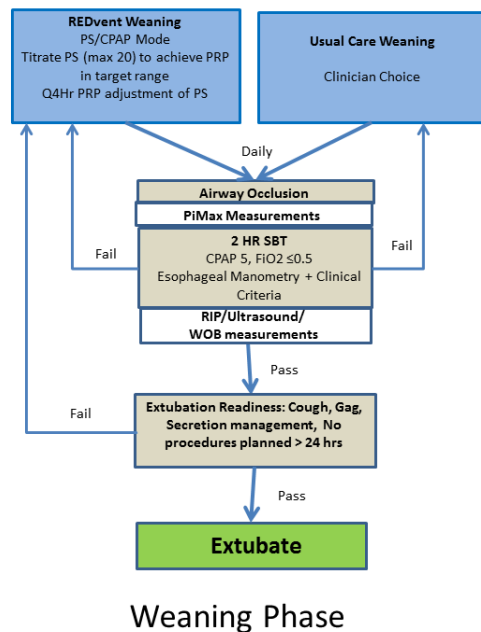 REDvent Weaning
PS/CPAP Mode
Titrate PS (max 20) to achieve PRP
in target range
Q4Hr PRP adjustment of PS
Usual Care Weaning
Clinician Choice
Daily
Airway Occlusion
PiMax Measurements
Fail
2 HR SBT
CPAP 5, FiO2 ≤0.5
Esophageal Manometry + Clinical
Criteria
Fail
RIP/Ultrasound/
WOB measurements
Pass
Fail
Extubation Readiness: Cough, Gag,
Secretion management, No
procedures planned > 24 hrs
Pass
Extubate
Weaning Phase